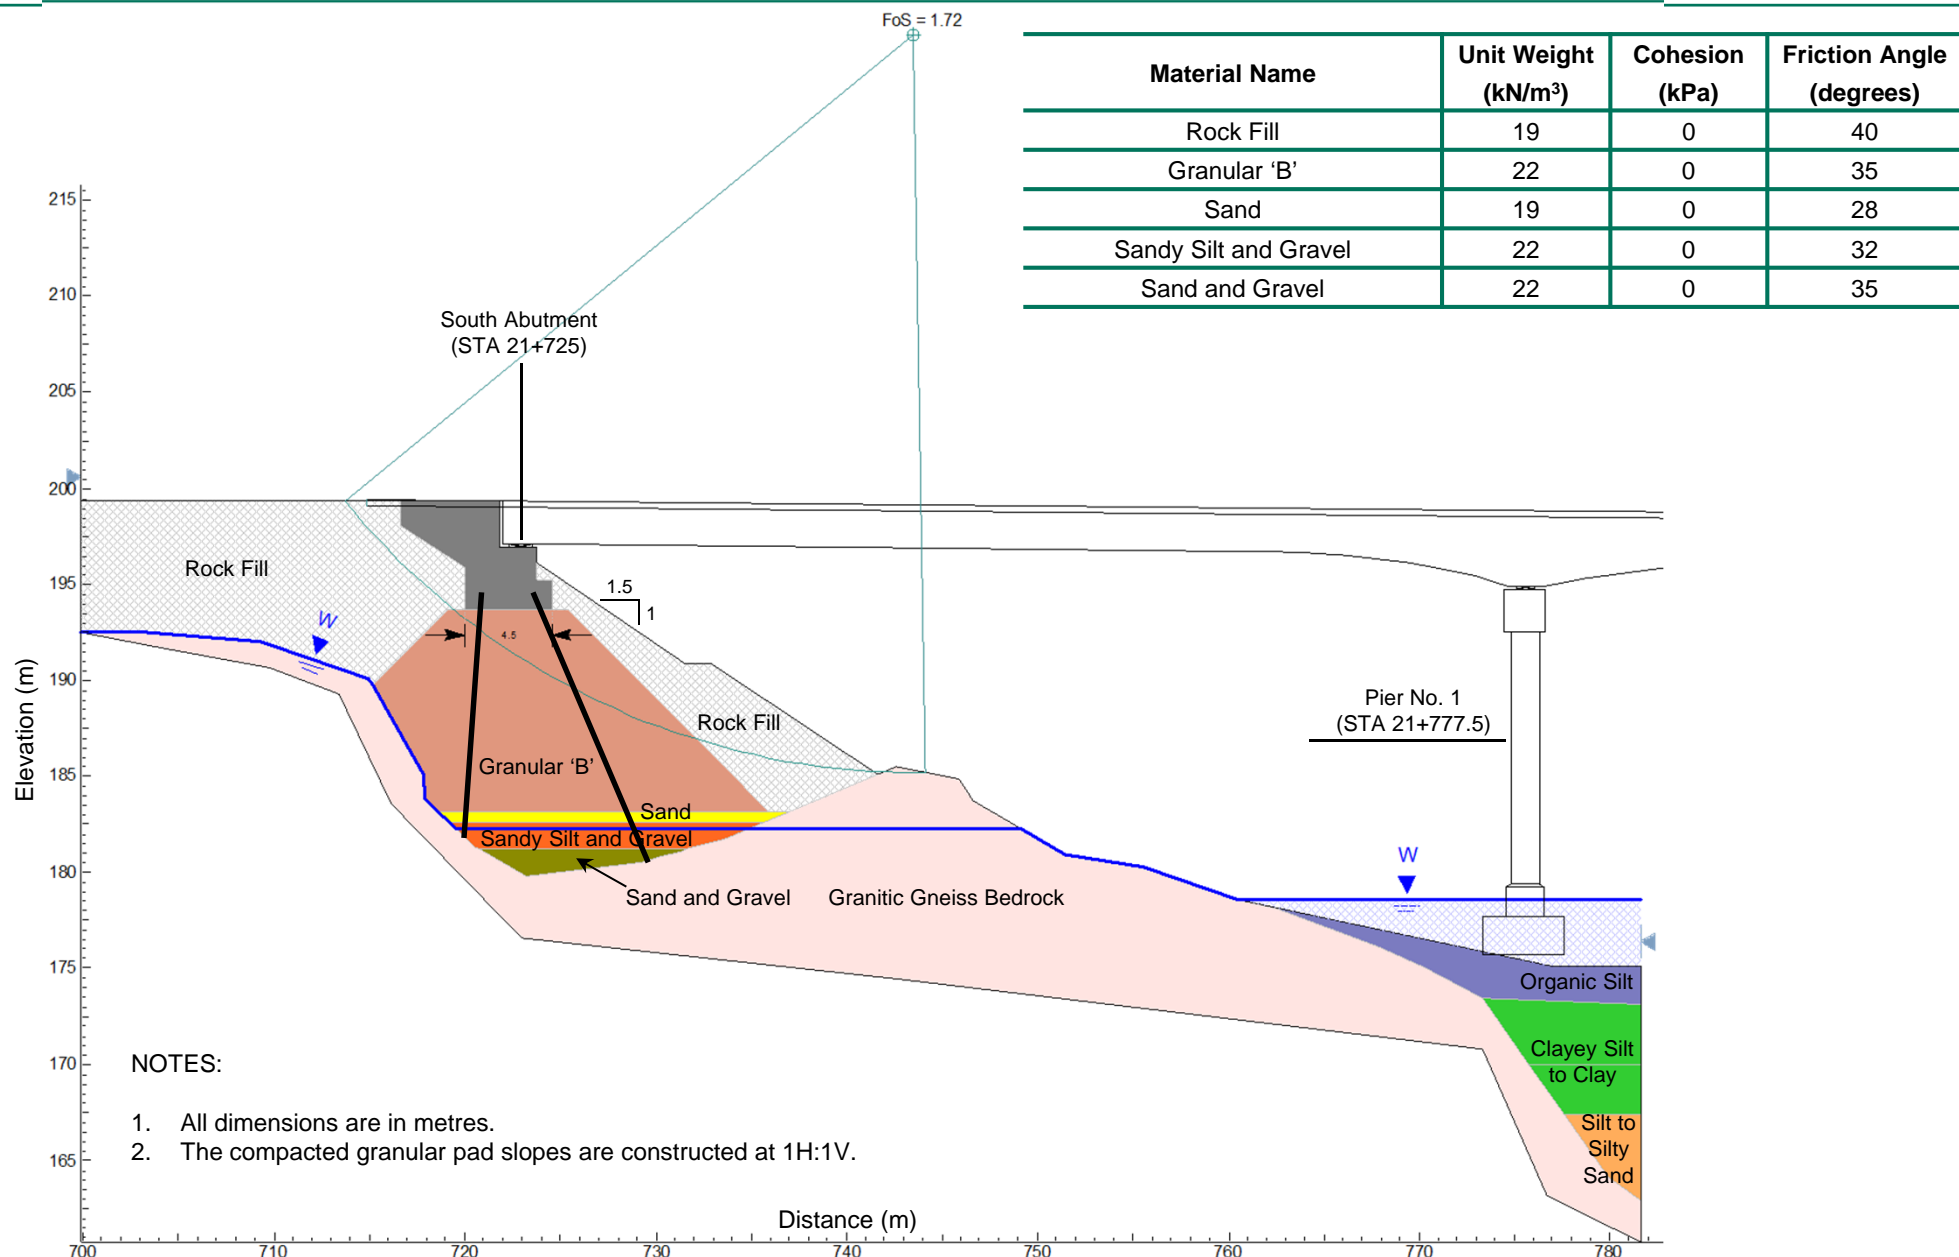 FoS = 1.72
Material Name
Unit Weight
(kN/m³)
Cohesion
(kPa)
Friction Angle
(degrees)
Rock Fill 19 0 40
Granular ‘B’ 22 0 35
Sand 19 0 28
Sandy Silt and Gravel 22 0 32
Sand and Gravel 22 0 35
215
210
205
200
195
190
185
180
175
170
165
Elevation (m)
South Abutment
(STA 21+725)
Rock Fill
W
1.5
1
4.5
Rock Fill
Granular ‘B’
Sand
Sandy Silt and Gravel
Sand and Gravel
Granitic Gneiss Bedrock
Pier No. 1
(STA 21+777.5)
W
Organic Silt
Clayey Silt
to Clay
Silt to
Silty
Sand
NOTES:
1. All dimensions are in metres.
2. The compacted granular pad slopes are constructed at 1H:1V.
Distance (m)
700 710 720 730 740 750 760 770 780